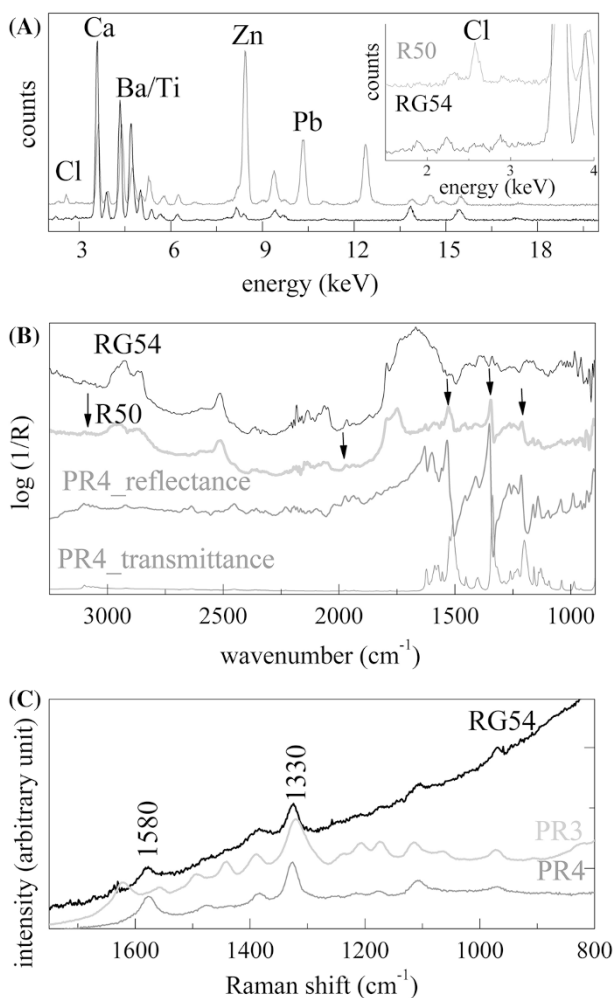 (A)
Ca
Ba/Ti
Cl
Zn
Pb
counts
3 6 9 12 15 18
energy (keV)
Cl
R50
RG54
2 3 4
energy (keV)
(B)
RG54
R50
PR4_reflectance
PR4_transmittance
log (1/R)
3000 2500 2000 1500 1000
wavenumber (cm-1)
(C)
RG54
1580
1330
PR3
PR4
intensity (arbitrary unit)
1600 1400 1200 1000 800
Raman shift (cm-1)